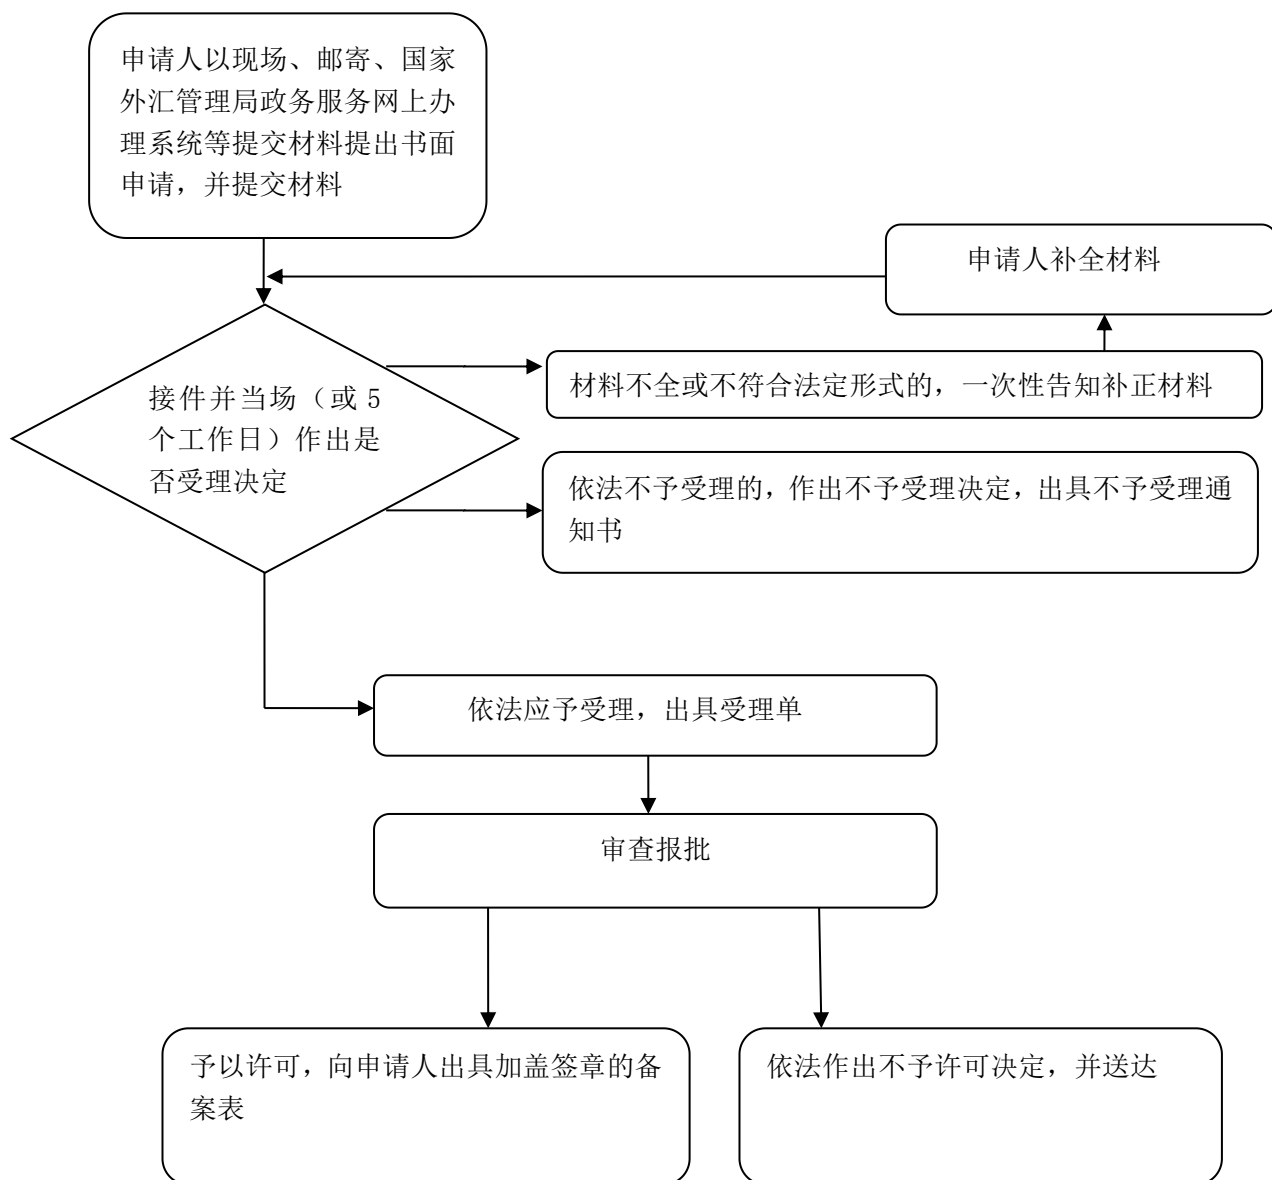 申请人以现场、邮寄、国家
外汇管理局政务服务网上办
理系统等提交材料提出书面
申请，并提交材料
申请人补全材料
材料不全或不符合法定形式的，一次性告知补正材料
接件并当场（或 5
个工作日）作出是
否受理决定
依法不予受理的，作出不予受理决定，出具不予受理通
知书
依法应予受理，出具受理单
审查报批
予以许可，向申请人出具加盖签章的备
案表
依法作出不予许可决定，并送达